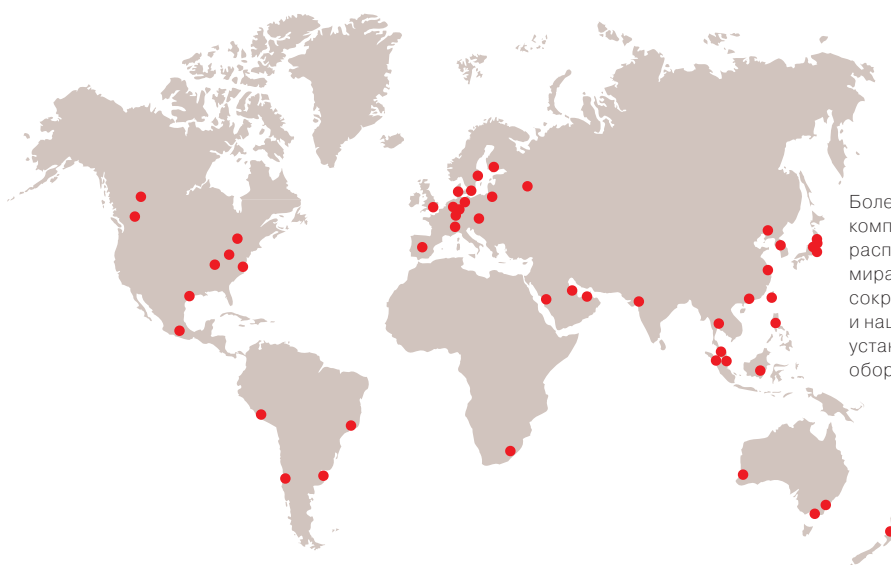 Боле
комп
расп
мира
сокр
и наш
устан
обор